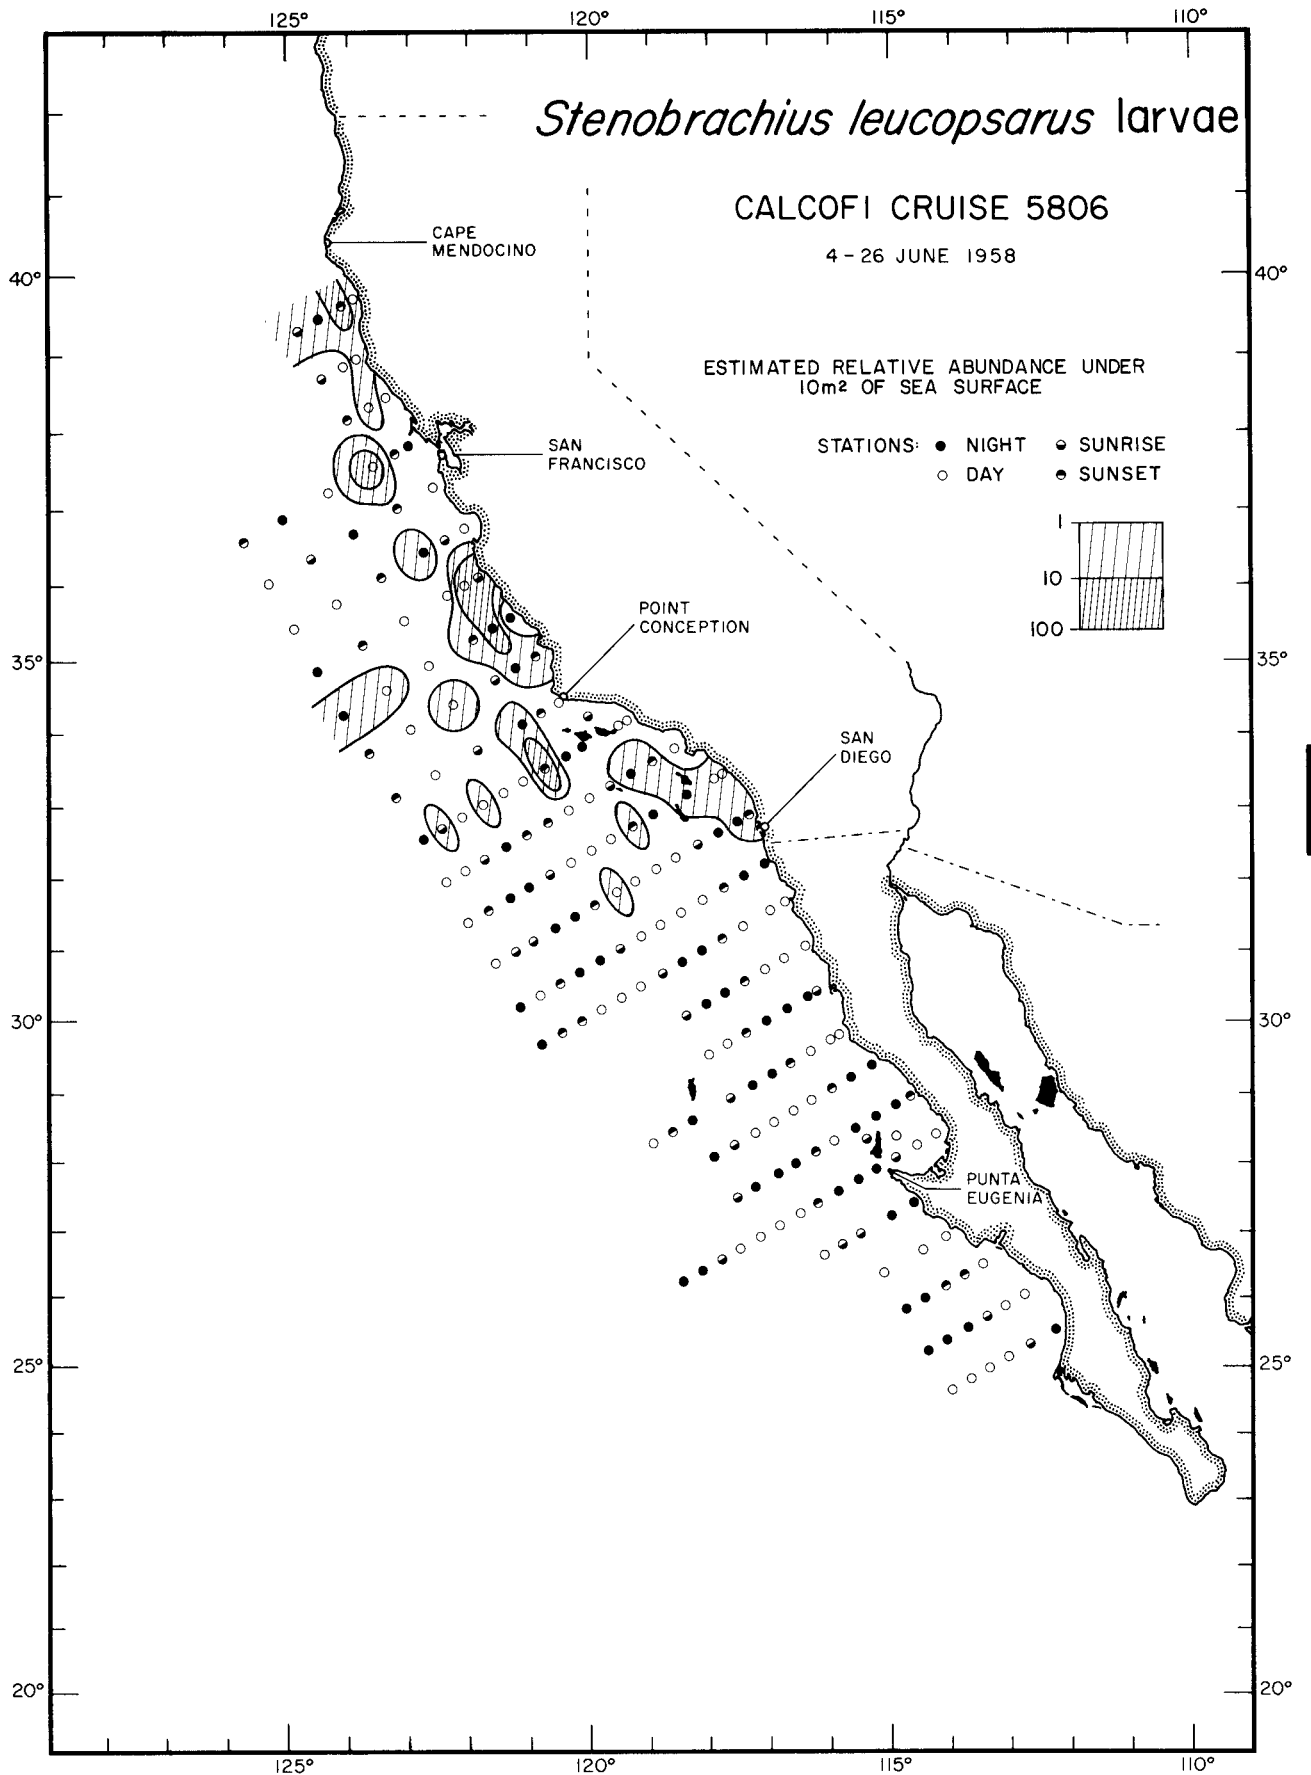 125° 120° 115° 110°
Stenobrachius leucopsarus larvae
CALCOFI CRUISE 5806
4-26 JUNE 1958
CAPE
MENDOCINO
40° 40°
ESTIMATED RELATIVE ABUNDANCE UNDER
10m² OF SEA SURFACE
STATIONS: NIGHT SUNRISE
DAY SUNSET
SAN
FRANCISCO
1
10
100
POINT
CONCEPTION
35° 35°
SAN
DIEGO
30° 30°
PUNTA
EUGENIA
25° 25°
20° 20°
125° 120° 115° 110°